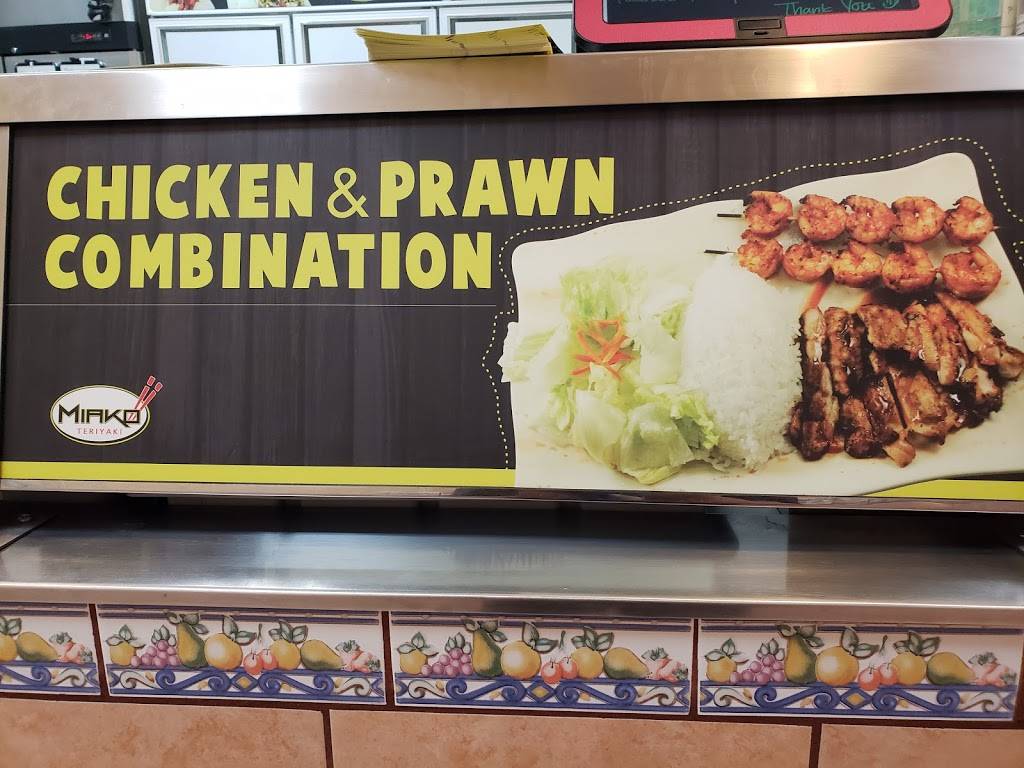 Thank You
CHICKEN & PRAWN
COMBINATION
MIAKO
TERIYAKI